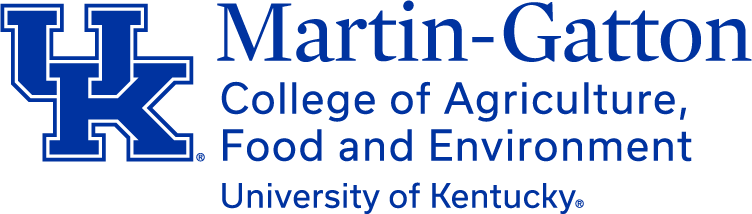 UK®
Martin-Gatton
College of Agriculture,
Food and Environment
University of Kentucky®